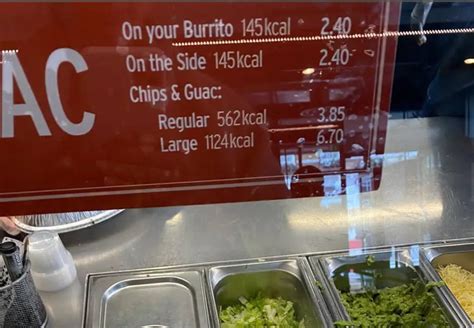 AC
On your Burrito 145kcal 2.40
On the Side 145kcal 2.40
Chips & Guac:
Regular 562kcal 3.85
Large 1124kcal 6.70